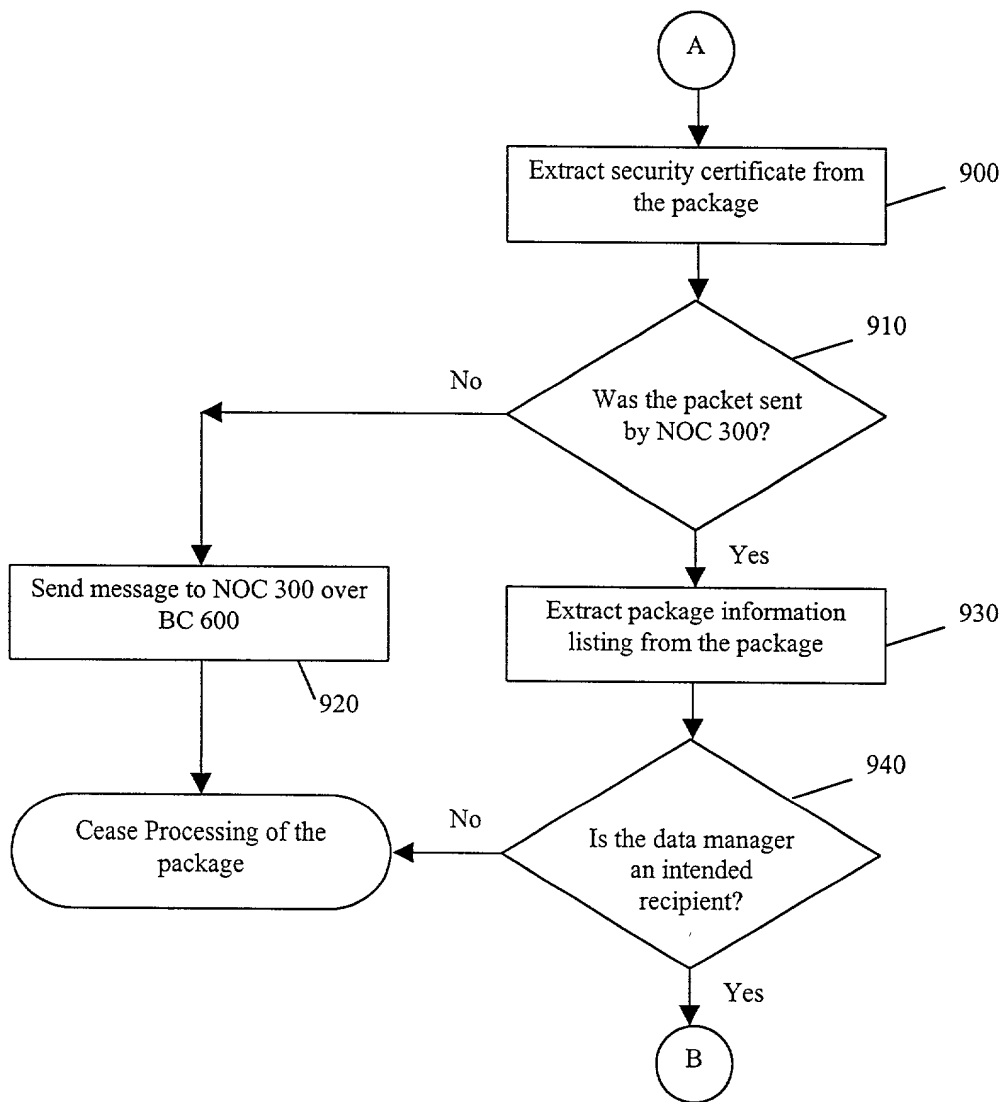 A
Extract security certificate from
the package
900
910
No
Was the packet sent
by NOC 300?
Yes
Send message to NOC 300 over
BC 600
920
Extract package information
listing from the package
930
940
No
Cease Processing of the
package
Is the data manager
an intended
recipient?
Yes
B